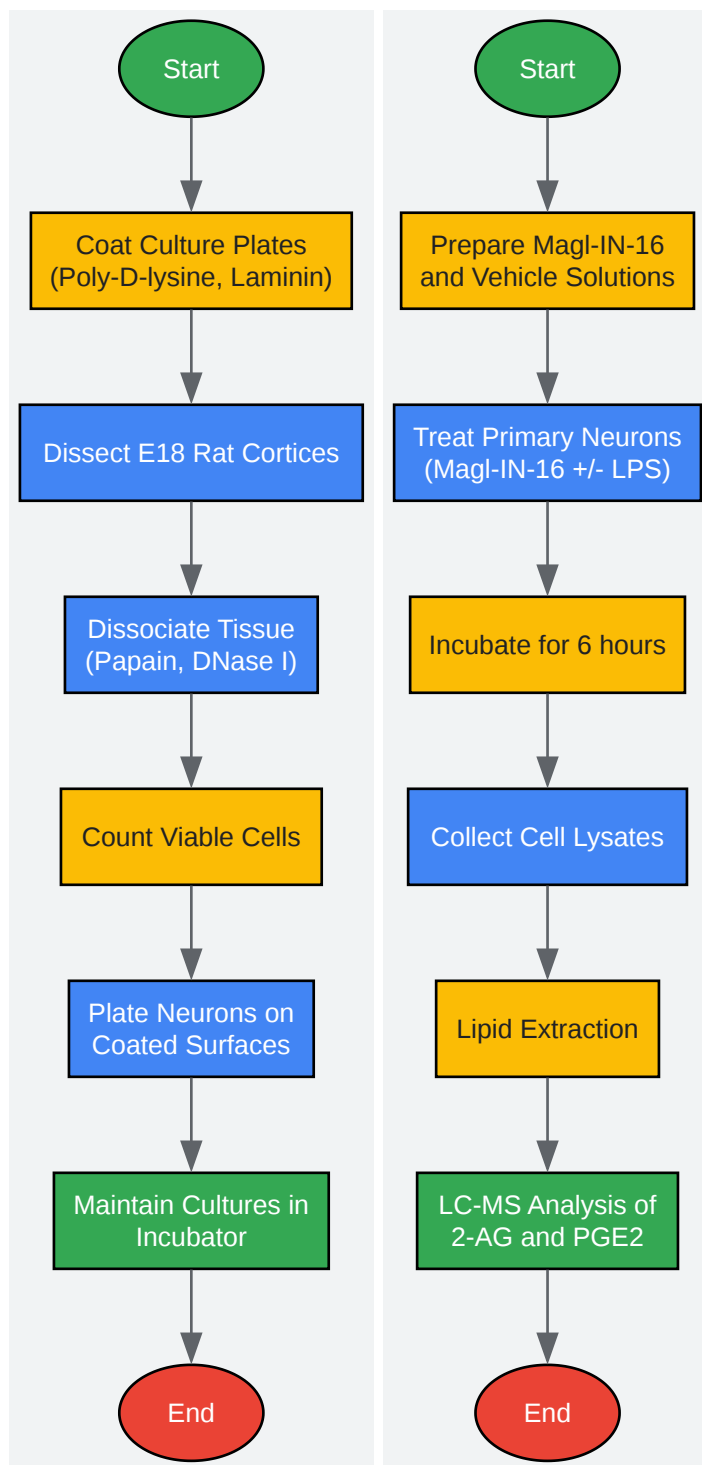 Start
Coat Culture Plates
(Poly-D-lysine, Laminin)
Dissect E18 Rat Cortices
Dissociate Tissue
(Papain, DNase I)
Count Viable Cells
Plate Neurons on
Coated Surfaces
Maintain Cultures in
Incubator
End
Start
Prepare Magl-IN-16
and Vehicle Solutions
Treat Primary Neurons
(Magl-IN-16 +/- LPS)
Incubate for 6 hours
Collect Cell Lysates
Lipid Extraction
LC-MS Analysis of
2-AG and PGE2
End